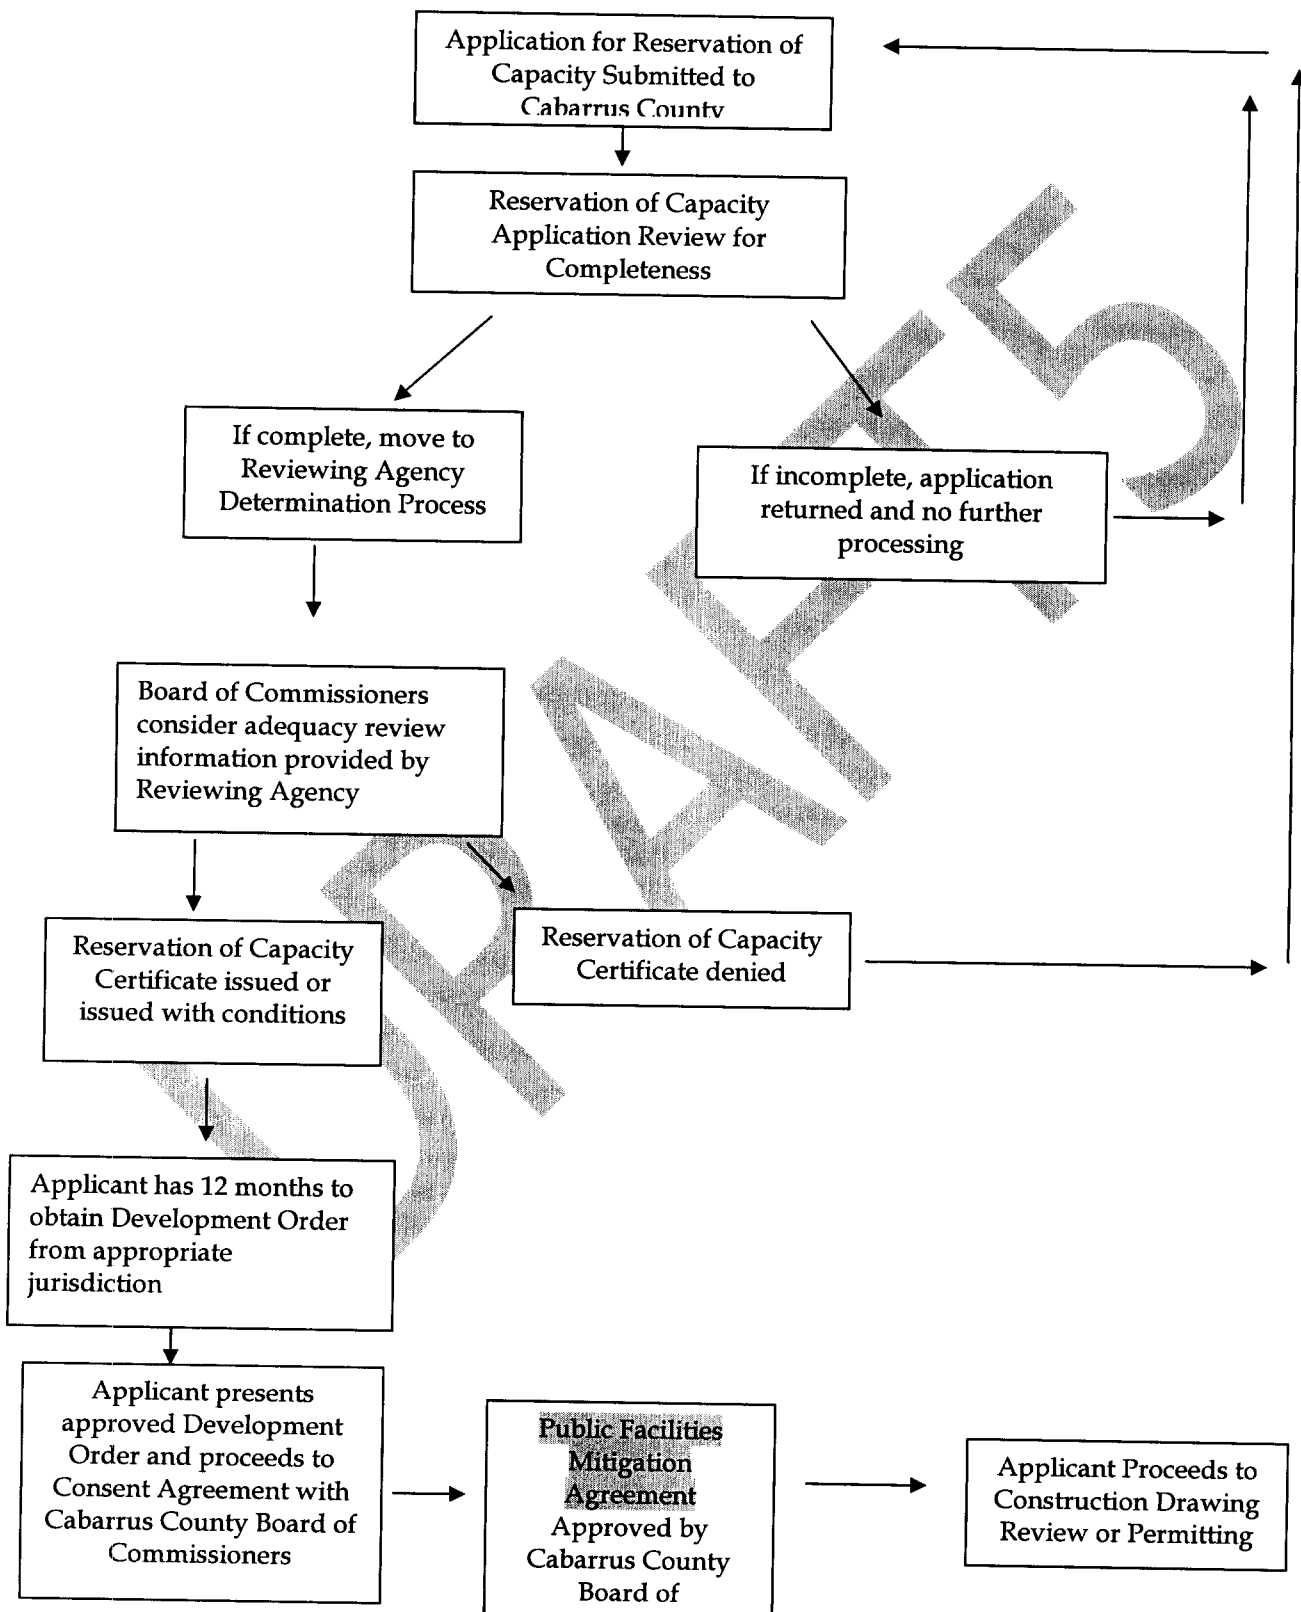 Application for Reservation of
Capacity Submitted to
Cabarrus County
Reservation of Capacity
Application Review for
Completeness
If complete, move to
Reviewing Agency
Determination Process
If incomplete, application
returned and no further
processing
Board of Commissioners
consider adequacy review
information provided by
Reviewing Agency
Reservation of Capacity
Certificate issued or
issued with conditions
Reservation of Capacity
Certificate denied
Applicant has 12 months to
obtain Development Order
from appropriate
jurisdiction
Applicant presents
approved Development
Order and proceeds to
Consent Agreement with
Cabarrus County Board of
Commissioners
Public Facilities
Mitigation
Agreement
Approved by
Cabarrus County
Board of
Applicant Proceeds to
Construction Drawing
Review or Permitting
DRAFT 5